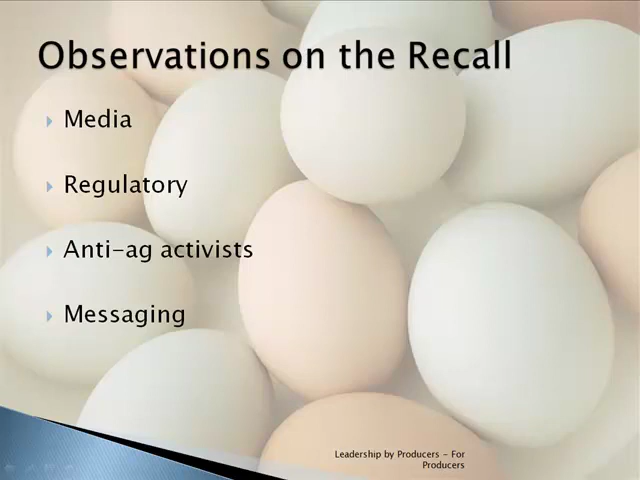 Observations on the Recall
Media
Regulatory
Anti-ag activists
Messaging
Leadership by Producers - For
Producers